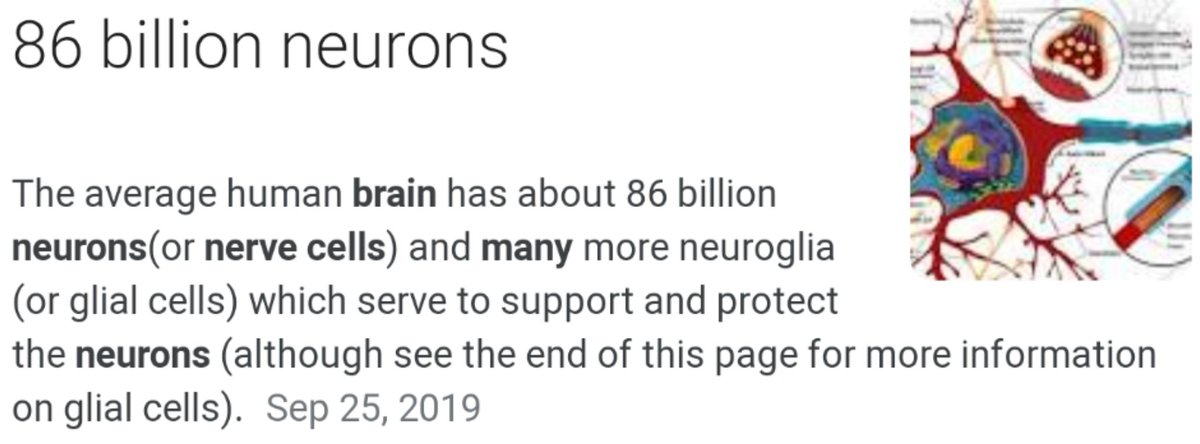 86 billion neurons
The average human brain has about 86 billion
neurons(or nerve cells) and many more neuroglia
(or glial cells) which serve to support and protect
the neurons (although see the end of this page for more information
on glial cells). Sep 25, 2019